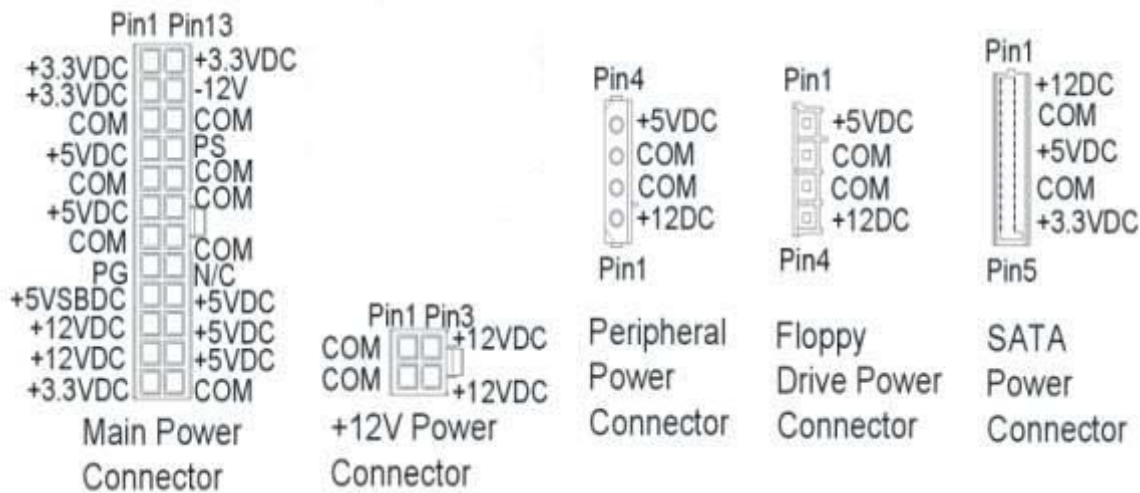 Pin1 Pin13
+3.3VDC +3.3VDC
+3.3VDC -12V
COM COM
+5VDC PS
COM COM
+5VDC COM
COM COM
PG N/C
+5VSBDC +5VDC
+12VDC +5VDC
+12VDC +5VDC
+3.3VDC COM
Main Power
Connector
Pin1 Pin3
COM +12VDC
COM +12VDC
+12V Power
Connector
Pin4
+5VDC
COM
COM
+12DC
Pin1
Peripheral
Power
Connector
Pin1
+5VDC
COM
COM
+12DC
Pin4
Floppy
Drive Power
Connector
Pin1
+12DC
COM
+5VDC
COM
+3.3VDC
Pin5
SATA
Power
Connector